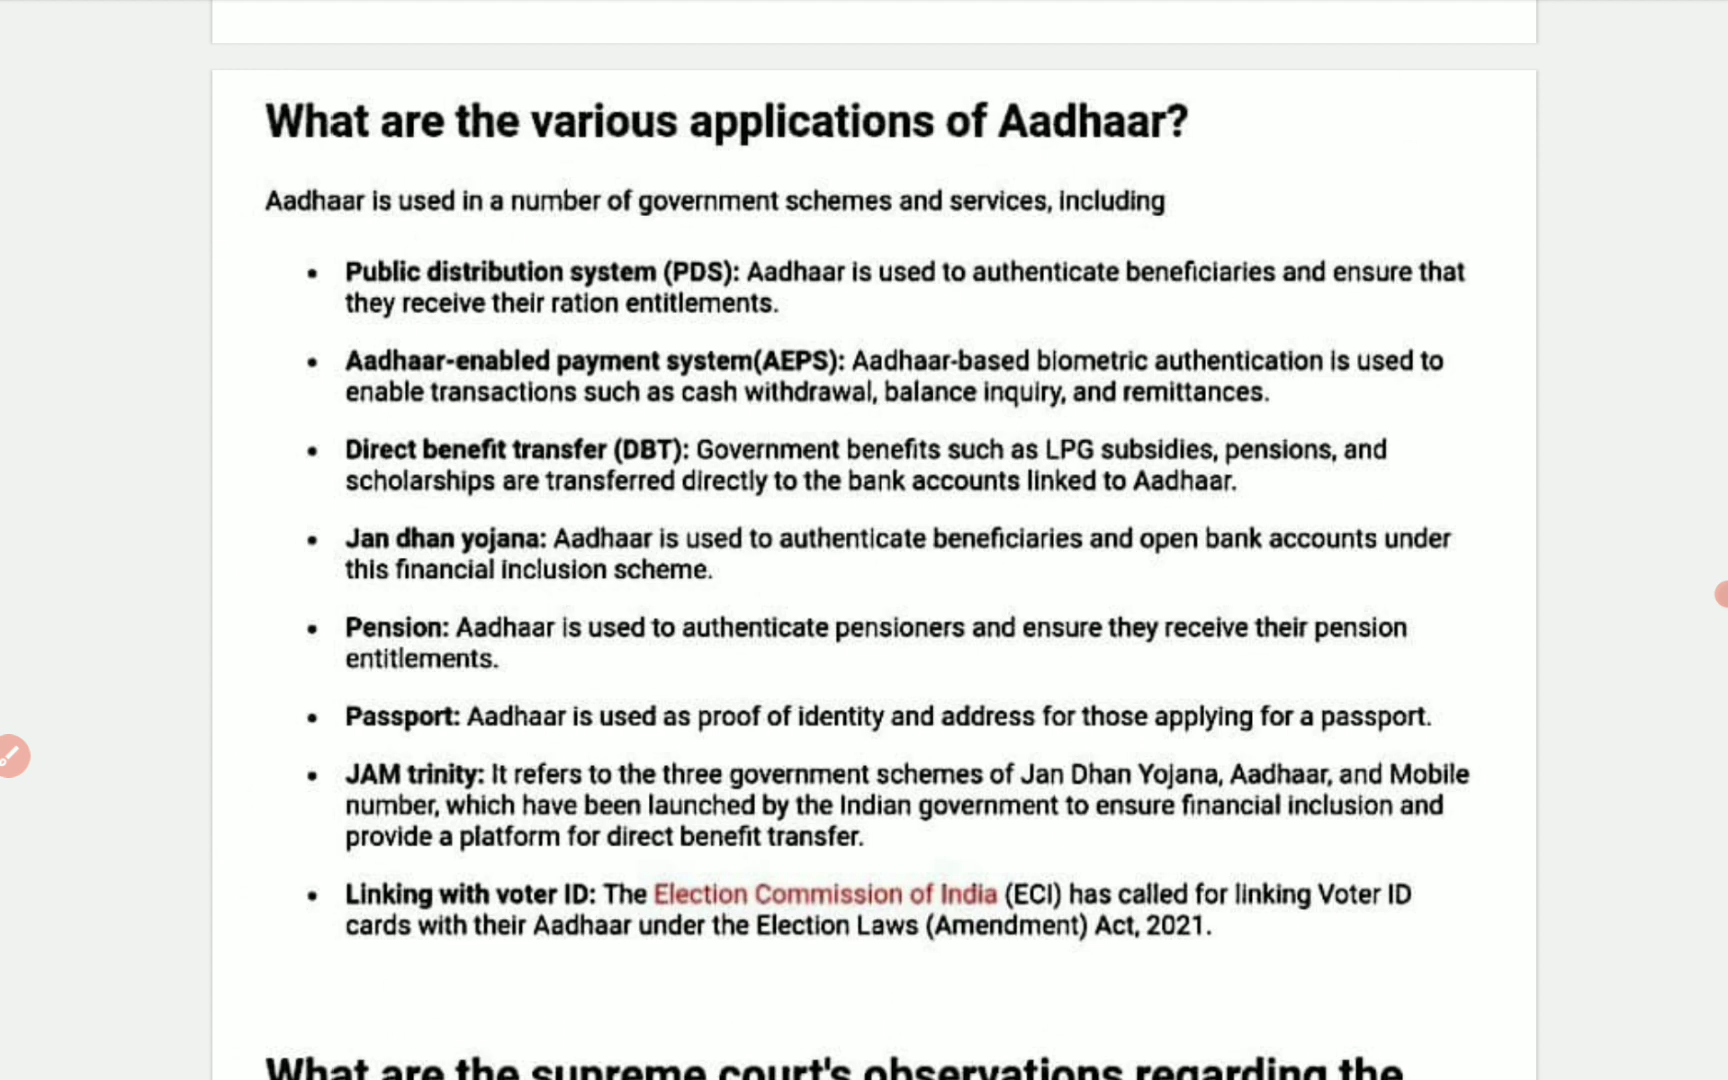 What are the various applications of Aadhaar?
Aadhaar is used in a number of government schemes and services, including
• Public distribution system (PDS): Aadhaar is used to authenticate beneficiaries and ensure that
they receive their ration entitlements.
• Aadhaar-enabled payment system(AEPS): Aadhaar-based biometric authentication is used to
enable transactions such as cash withdrawal, balance inquiry, and remittances.
• Direct benefit transfer (DBT): Government benefits such as LPG subsidies, pensions, and
scholarships are transferred directly to the bank accounts linked to Aadhaar.
• Jan dhan yojana: Aadhaar is used to authenticate beneficiaries and open bank accounts under
this financial inclusion scheme.
• Pension: Aadhaar is used to authenticate pensioners and ensure they receive their pension
entitlements.
• Passport: Aadhaar is used as proof of identity and address for those applying for a passport.
• JAM trinity: It refers to the three government schemes of Jan Dhan Yojana, Aadhaar, and Mobile
number, which have been launched by the Indian government to ensure financial inclusion and
provide a platform for direct benefit transfer.
• Linking with voter ID: The Election Commission of India (ECI) has called for linking Voter ID
cards with their Aadhaar under the Election Laws (Amendment) Act, 2021.
What are the supreme court's observations regarding the